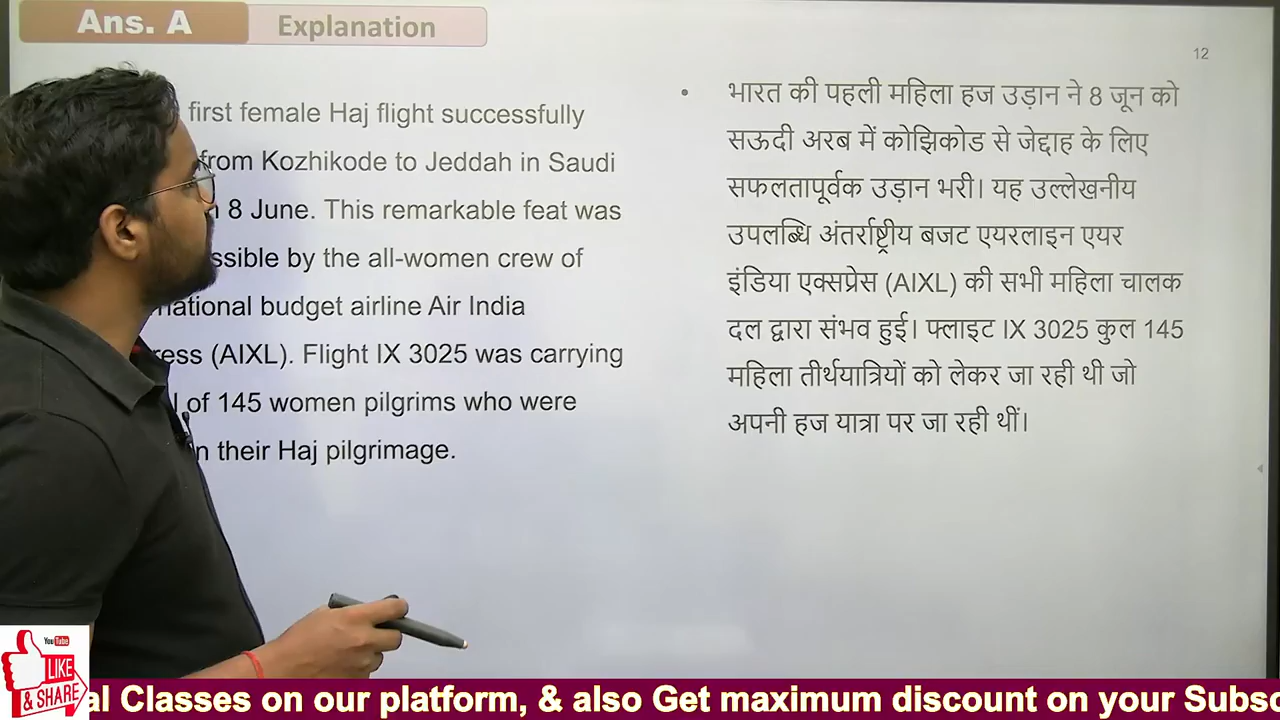 Ans. A
Explanation
12
first female Haj flight successfully
from Kozhikode to Jeddah in Saudi
8 June. This remarkable feat was
by the all-women crew of
budget airline Air India
(AIXL). Flight IX 3025 was carrying
of 145 women pilgrims who were
their Haj pilgrimage.
• भारत की पहली महिला हज उड़ान ने 8 जून को
सऊदी अरब में कोझिकोड से जेद्दाह के लिए
सफलतापूर्वक उड़ान भरी। यह उल्लेखनीय
उपलब्धि अंतर्राष्ट्रीय बजट एयरलाइन एयर
इंडिया एक्सप्रेस (AIXL) की सभी महिला चालक
दल द्वारा संभव हुई। फ्लाइट IX 3025 कुल 145
महिला तीर्थयात्रियों को लेकर जा रही थी जो
अपनी हज यात्रा पर जा रही थीं।
YouTube
LIKE
& SHARE
al Classes on our platform, & also Get maximum discount on your Subsc